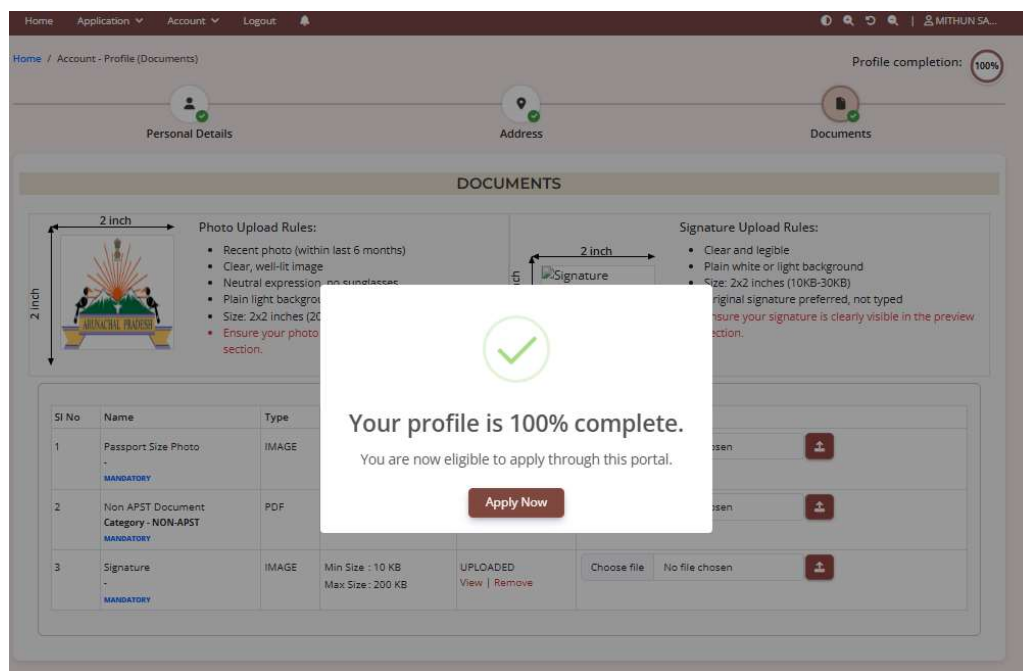 Home Application Account Logout MITHUN SA...
Home / Account - Profile (Documents)
Profile completion: 100%
Personal Details
Address
Documents
DOCUMENTS
2 inch
2 inch
ARUNACHAL PRADESH
Photo Upload Rules:
Recent photo (within last 6 months)
Clear, well-lit image
Neutral expression, no sunglasses
Plain light
Size: 2x2 inches
Ensure your photo
section.
2 inch
Signature
Signature Upload Rules:
Clear and legible
Plain white or light background
Size: 2x2 inches (10KB-30KB)
signature preferred, not typed
your signature is clearly visible in the preview
Your profile is 100% complete.
You are now eligible to apply through this portal.
Apply Now
Sl No Name Type
1 Passport Size Photo IMAGE
-
MANDATORY
2 Non APST Document PDF
Category - NON-APST
MANDATORY
3 Signature IMAGE Min Size : 10 KB UPLOADED Choose file No file chosen
- Max Size : 200 KB View | Remove
MANDATORY